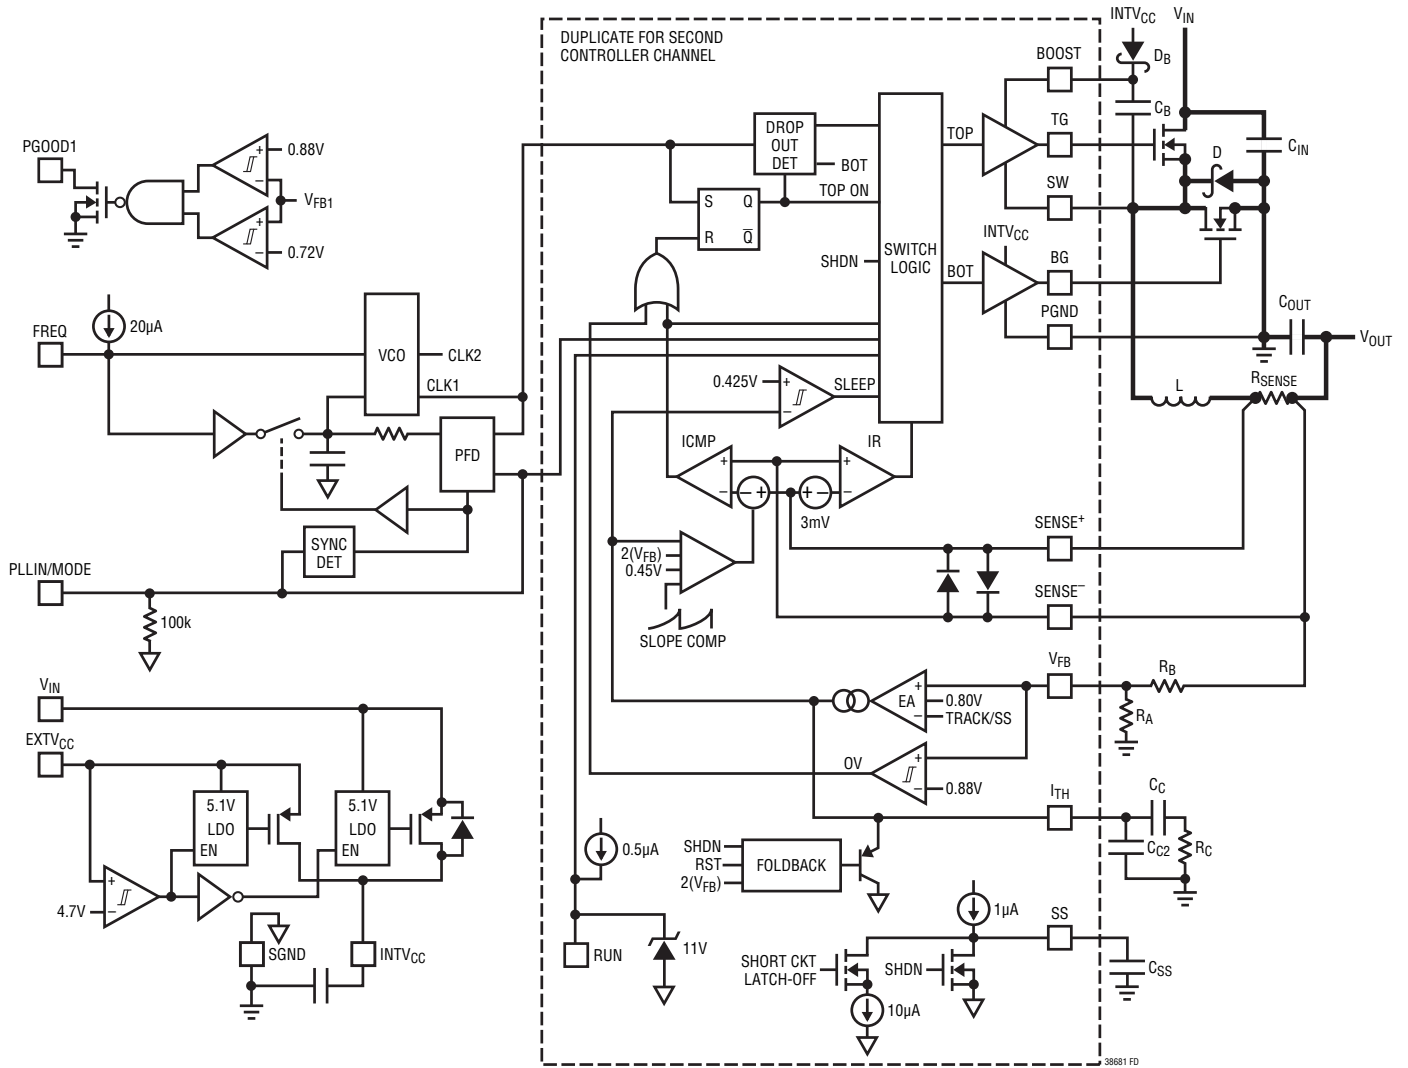 DUPLICATE FOR SECOND
CONTROLLER CHANNEL
INTVCC
VIN
BOOST
DB
CB
TG
TOP
SW
D
CIN
INTVCC
BG
BOT
PGND
COUT
VOUT
L
RSENSE
DROP
OUT
DET
BOT
TOP ON
S
Q
R
Q̅
SHDN
SWITCH
LOGIC
PGOOD1
+
−
0.88V
VFB1
+
−
0.72V
FREQ
20µA
VCO
CLK2
CLK1
PFD
SYNC
DET
PLLIN/MODE
100k
0.425V
+
−
SLEEP
ICMP
IR
+
−
− +
+ −
+
−
3mV
2(VFB)
0.45V
SLOPE COMP
SENSE+
SENSE−
VFB
RB
RA
EA
+
−
0.80V
TRACK/SS
OV
+
−
0.88V
ITH
CC
CC2
RC
VIN
EXTVCC
5.1V
LDO
EN
5.1V
LDO
EN
4.7V
+
−
SGND
INTVCC
0.5µA
RUN
11V
SHDN
RST
2(VFB)
FOLDBACK
1µA
SS
CSS
SHORT CKT
LATCH-OFF
SHDN
10µA
38681 FD